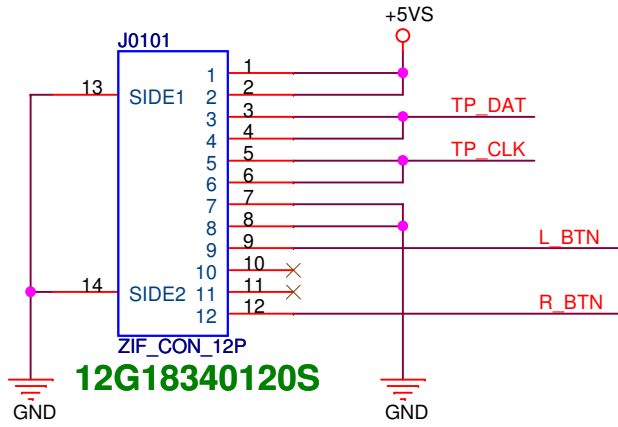 +5VS
J0101
1 1
2 2
13 SIDE1
3 3 TP_DAT
4 4
5 5 TP_CLK
6 6
7 7
8 8
9 9 L_BTN
10 10
14 SIDE2 11 11
12 12 R_BTN
ZIF_CON_12P
12G18340120S
GND GND